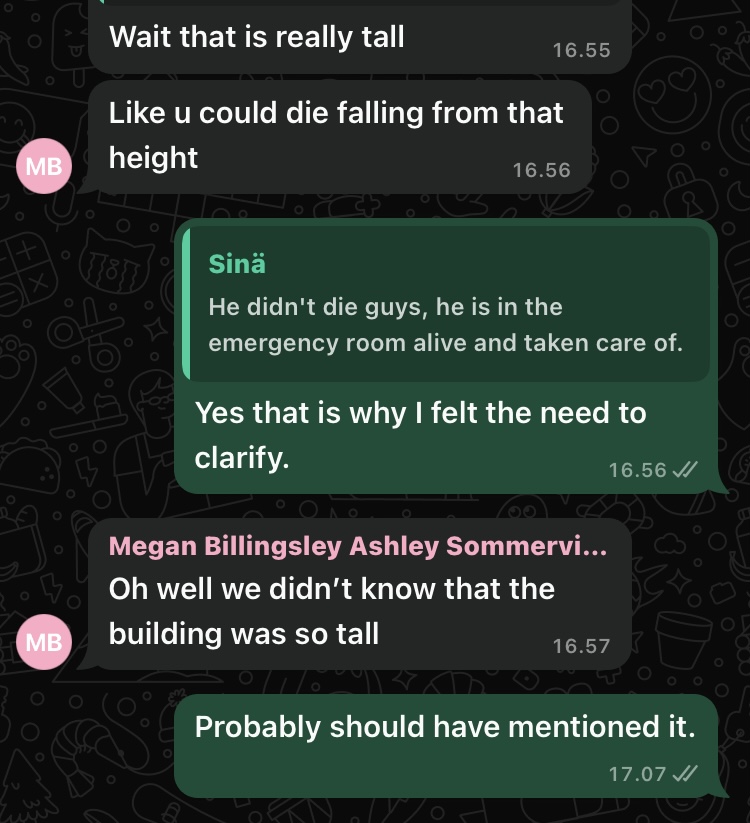 Wait that is really tall
16.55
Like u could die falling from that
height
16.56
MB
Sinä
He didn't die guys, he is in the
emergency room alive and taken care of.
Yes that is why I felt the need to
clarify.
16.56
Megan Billingsley Ashley Sommervi...
Oh well we didn’t know that the
building was so tall
16.57
MB
Probably should have mentioned it.
17.07